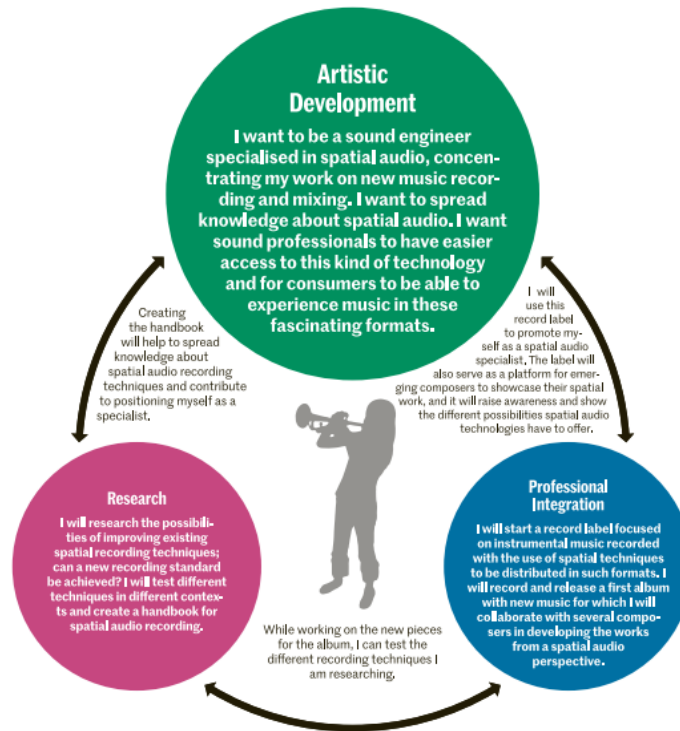 Artistic
Development
I want to be a sound engineer
specialised in spatial audio, concen-
trating my work on new music recor-
ding and mixing. I want to spread
knowledge about spatial audio. I want
sound professionals to have easier
access to this kind of technology
and for consumers to be able to
experience music in these
fascinating formats.
Creating
the handbook
will help to spread
knowledge about
spatial audio recording
techniques and contribute
to positioning myself as a
specialist.
I will
use this
record label
to promote my-
self as a spatial audio
specialist. The label will
also serve as a platform for emer-
ging composers to showcase their spatial
work, and it will raise awareness and show
the different possibilities spatial audio
technologies have to offer.
Research
I will research the possibili-
ties of improving existing
spatial recording techniques;
can a new recording standard
be achieved? I will test different
techniques in different contex-
ts and create a handbook for
spatial audio recording.
Professional
Integration
I will start a record label focused
on instrumental music recorded
with the use of spatial techniques
to be distributed in such formats. I
will record and release a first album
with new music for which I will
collaborate with several compo-
sers in developing the works
from a spatial audio
perspective.
While working on the new pieces
for the album, I can test the
different recording techniques I
am researching.